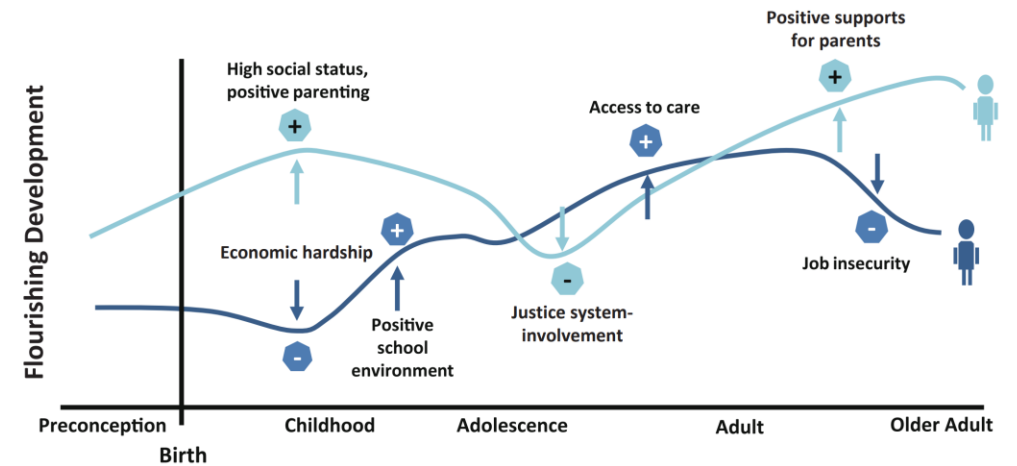 Positive supports
for parents
High social status,
positive parenting
+
+
Access to care
+
Flourishing Development
Economic hardship
+
-
Job insecurity
-
Justice system-
involvement
Positive
school
environment
-
Preconception
Childhood
Adolescence
Adult
Older Adult
Birth